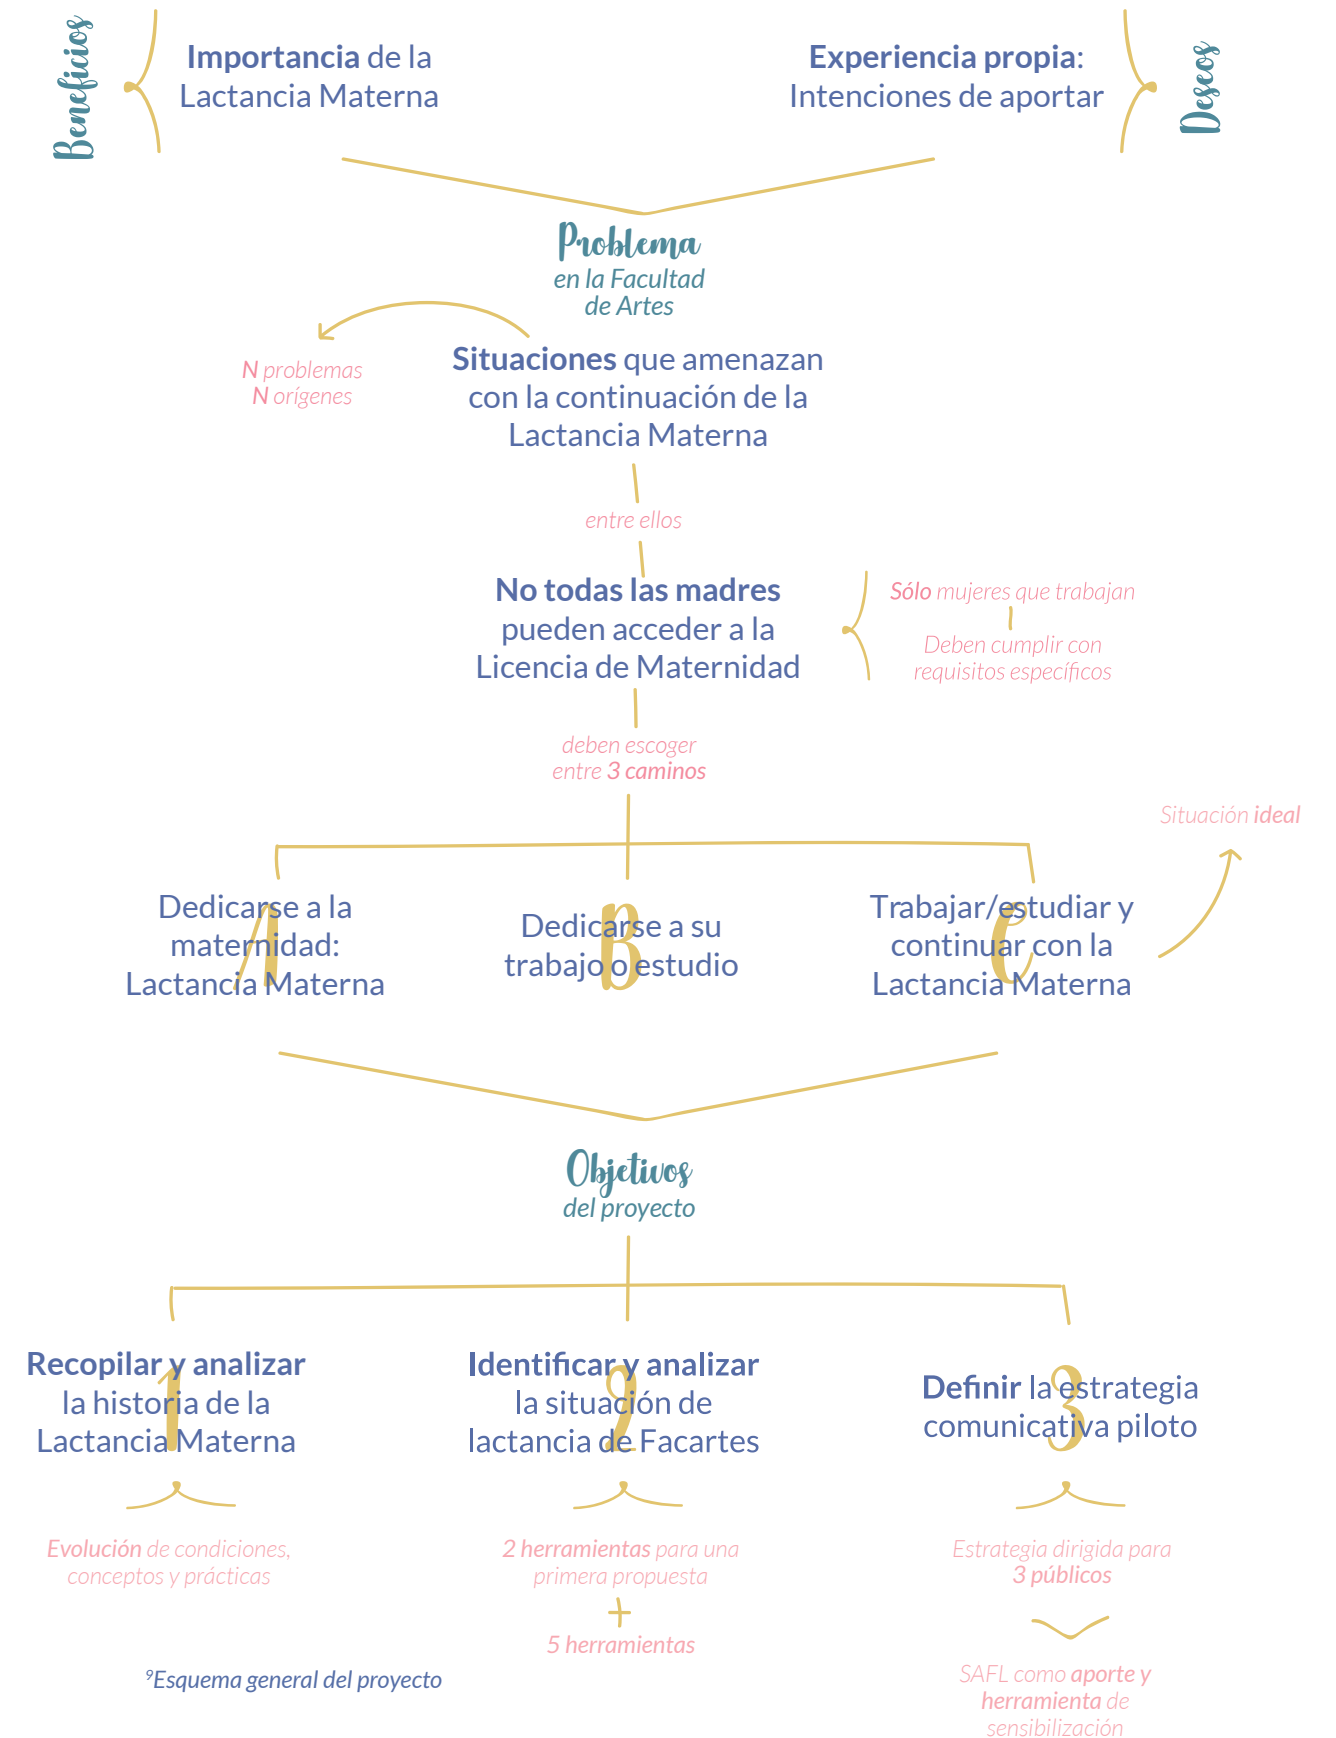 Beneficios
Importancia de la
Lactancia Materna
Experiencia propia:
Intenciones de aportar
Deseos
Problema
en la Facultad
de Artes
N problemas
N orígenes
Situaciones que amenazan
con la continuación de la
Lactancia Materna
entre ellos
No todas las madres
pueden acceder a la
Licencia de Maternidad
Sólo mujeres que trabajan
Deben cumplir con
requisitos específicos
deben escoger
entre 3 caminos
Situación ideal
A
Dedicarse a la
maternidad:
Lactancia Materna
B
Dedicarse a su
trabajo o estudio
C
Trabajar/estudiar y
continuar con la
Lactancia Materna
Objetivos
del proyecto
1
Recopilar y analizar
la historia de la
Lactancia Materna
Evolución de condiciones,
conceptos y prácticas
2
Identificar y analizar
la situación de
lactancia de Facartes
2 herramientas para una
primera propuesta
+
5 herramientas
3
Definir la estrategia
comunicativa piloto
Estrategia dirigida para
3 públicos
SAFL como aporte y
herramienta de
sensibilización
⁹Esquema general del proyecto